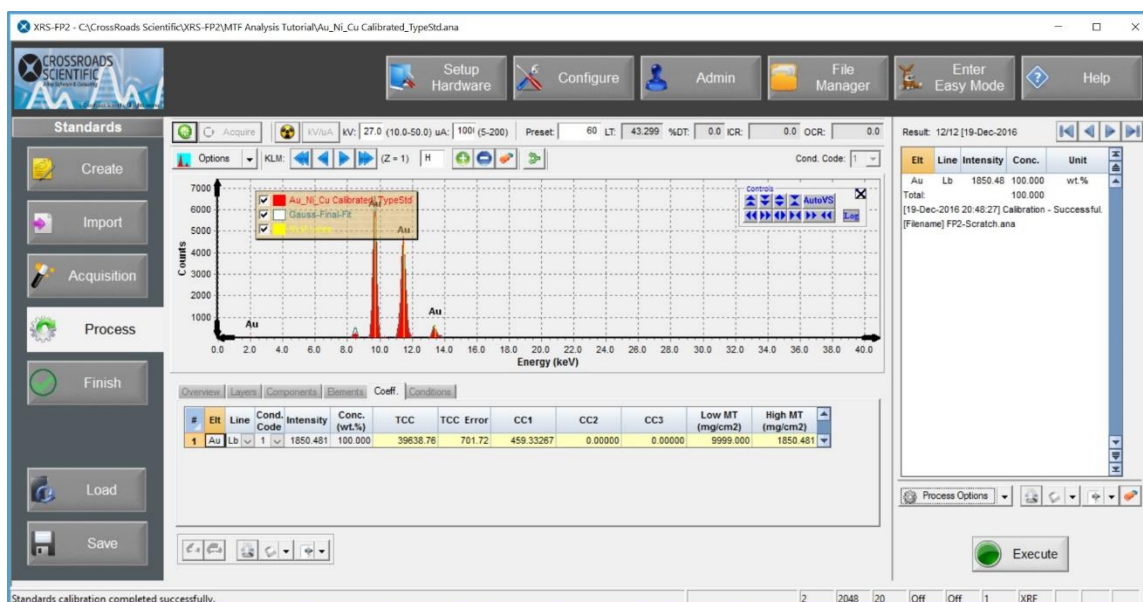 XRS-FP2 - C:\CrossRoads Scientific\XRS-FP2\MTF Analysis Tutorial\Au_Ni_Cu Calibrated_TypeStd.ana
CROSSROADS
SCIENTIFIC
Setup Hardware Configure Admin File Manager Enter Easy Mode Help
Standards
Create
Import
Acquisition
Process
Finish
Load
Save
Acquire kV/uA kV: 27.0 (10.0-50.0) uA: 100 (5-200) Preset: 60 LT: 43.299 %DT: 0.0 ICR: 0.0 OCR: 0.0
Options KLM: (Z = 1) H Cond. Code: 1
Au_Ni_Cu Calibrated_TypeStd
Gauss-Final-Fit
Controls
AutoVS
Log
Counts
7000
6000
5000
4000
3000
2000
1000
Au Au Au Au
0.0 2.0 4.0 6.0 8.0 10.0 12.0 14.0 16.0 18.0 20.0 22.0 24.0 26.0 28.0 30.0 32.0 34.0 36.0 38.0 40.0
Energy (keV)
Overview Layers Components Elements Coeff. Conditions
# Elt Line Cond. Code Intensity Conc. (wt.%) TCC TCC Error CC1 CC2 CC3 Low MT (mg/cm2) High MT (mg/cm2)
1 Au Lb 1 1850.481 100.000 39638.76 701.72 459.33267 0.00000 0.00000 9999.000 1850.481
Result: 12/12 [19-Dec-2016
Elt Line Intensity Conc. Unit
Au Lb 1850.48 100.000 wt.%
Total: 100.000
[19-Dec-2016 20:48:27] Calibration - Successful.
[Filename] FP2-Scratch.ana
Process Options
Execute
Standards calibration completed successfully.
2 2048 20 Off Off 1 XRF